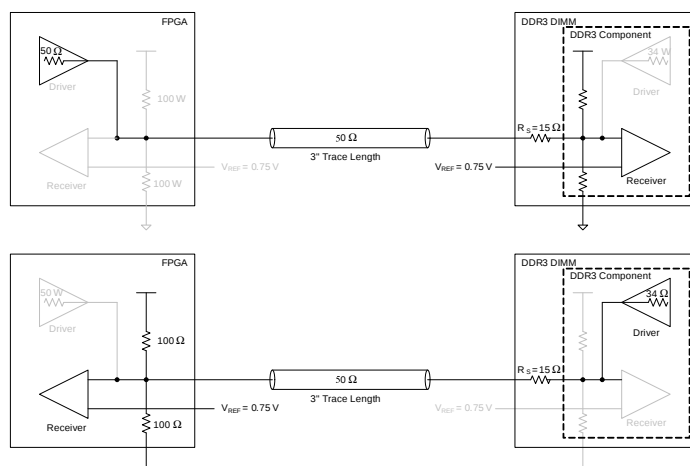 FPGA
DDR3 DIMM
DDR3 Component
50 Ω
34 W
Driver
Driver
100 W
50 Ω
R S = 15 Ω
3" Trace Length
VREF = 0.75 V
VREF = 0.75 V
100 W
Receiver
Receiver
FPGA
DDR3 DIMM
DDR3 Component
50 W
34 Ω
Driver
Driver
100 Ω
50 Ω
R S = 15 Ω
3" Trace Length
VREF = 0.75 V
VREF = 0.75 V
100 Ω
Receiver
Receiver